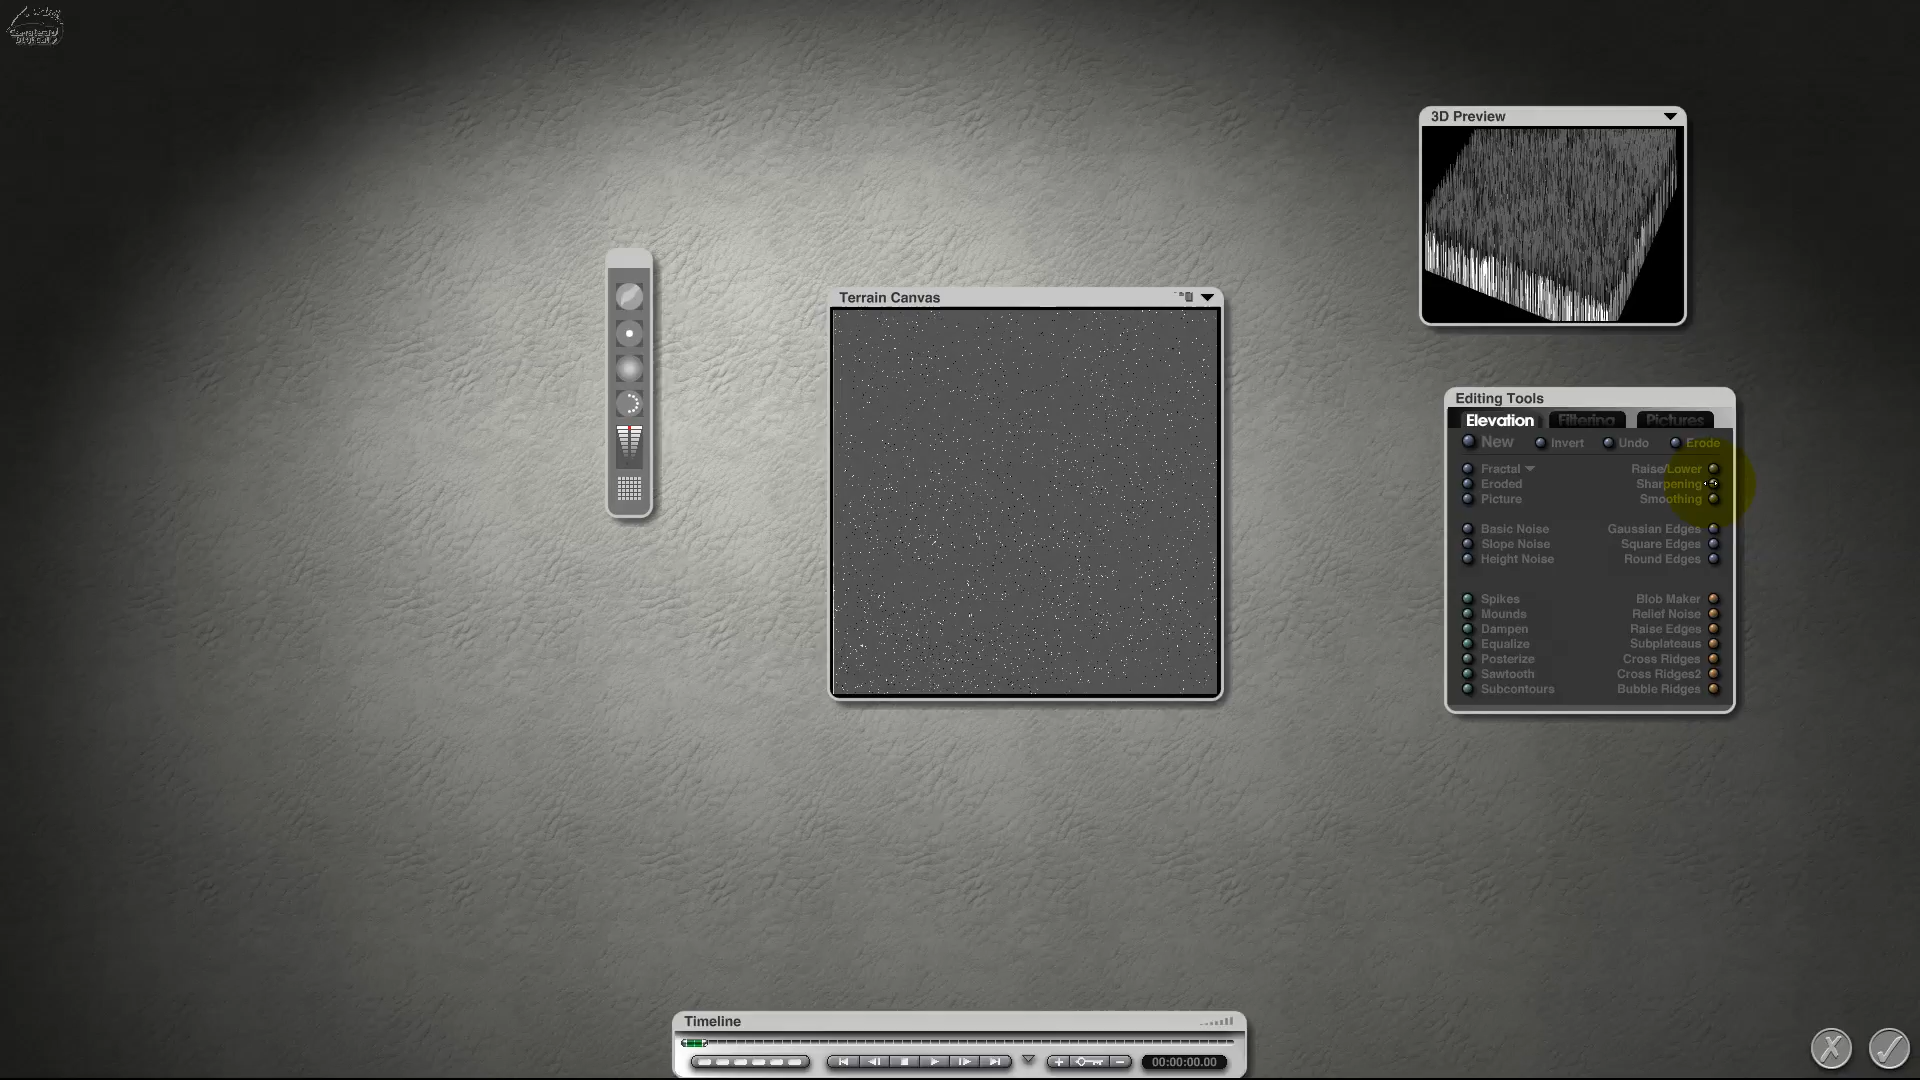 3D Preview
Terrain Canvas
Editing Tools
Elevation Filtering Pictures
New Invert Undo Erode
Fractal Raise/Lower
Eroded Sharpening
Picture Smoothing
Basic Noise Gaussian Edges
Slope Noise Square Edges
Height Noise Round Edges
Spikes Blob Maker
Mounds Relief Noise
Dampen Raise Edges
Equalize Subplateaus
Posterize Cross Ridges
Sawtooth Cross Ridges2
Subcontours Bubble Ridges
Timeline
00:00:00.00